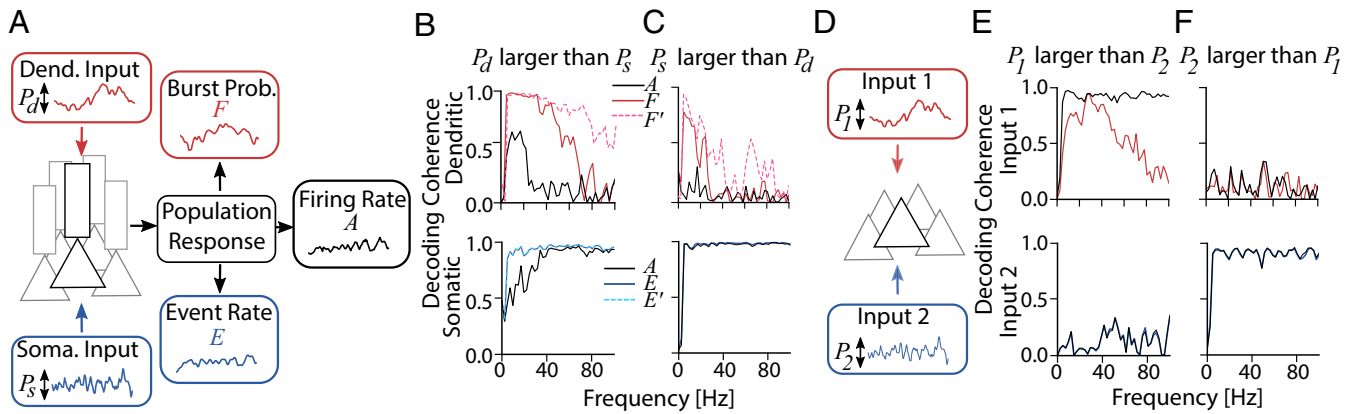 A
Dend. Input
P_d
Burst Prob.
F
Population
Response
Firing Rate
A
Event Rate
E
Soma. Input
P_s
B
P_d larger than P_s
C
P_s larger than P_d
Decoding Coherence
Dendritic
Somatic
1.0
0.5
0.0
A
F
F'
1.0
0.5
0.0
A
E
E'
0 40 80
0 40 80
Frequency [Hz]
D
Input 1
P_1
Input 2
P_2
E
P_1 larger than P_2
F
P_2 larger than P_1
Decoding Coherence
Input 1
Input 2
1.0
0.5
0.0
1.0
0.5
0.0
0 40 80
0 40 80
Frequency [Hz]